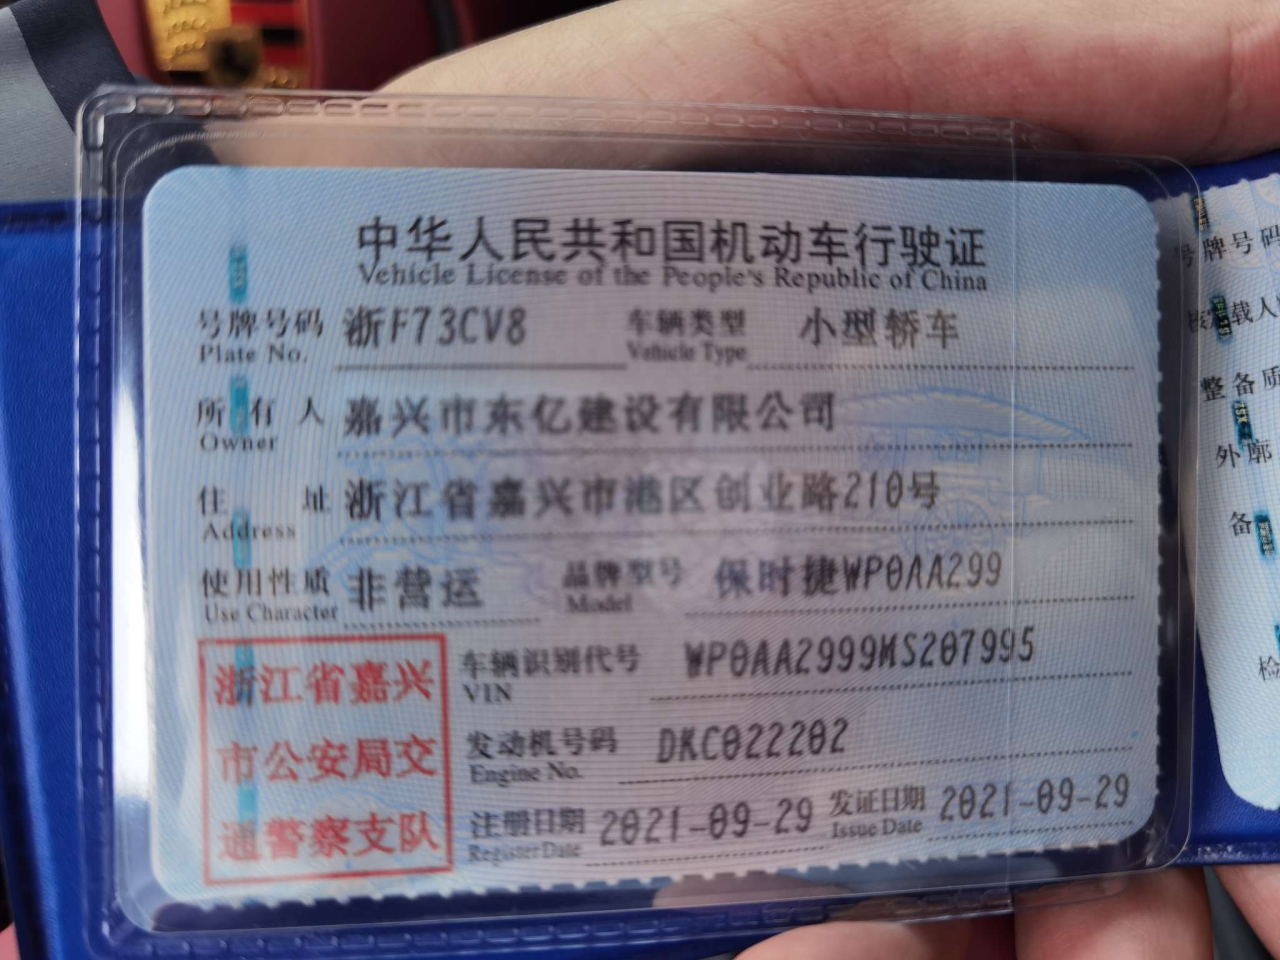 中华人民共和国机动车行驶证
Vehicle License of the People's Republic of China
号牌号码 浙F73CV8 车辆类型 小型轿车
Plate No. Vehicle Type
所有人 嘉兴市东亿建设有限公司
Owner
住址 浙江省嘉兴市港区创业路210号
Address
使用性质 非营运 品牌型号 保时捷WP0AA299
Use Character Model
车辆识别代号 WP0AA2999MS207995
VIN
发动机号码 DKC022202
Engine No.
注册日期 2021-09-29 发证日期 2021-09-29
Register Date Issue Date
浙江省嘉兴
市公安局交
通警察支队
号牌号码
载人
整备质
外廓
备
检